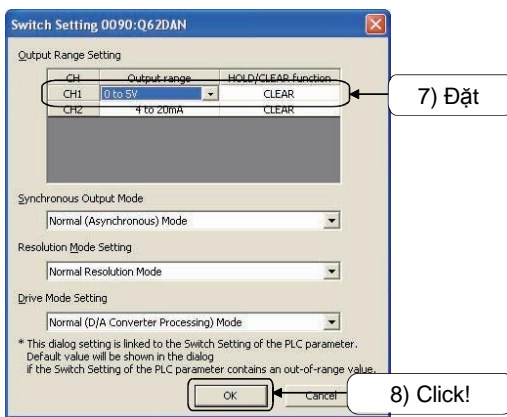 Switch Setting 0090:Q62DAN
Output Range Setting
CH Output range HOLD/CLEAR function
CH1 0 to 5V CLEAR
7) Đặt
CH2 4 to 20mA CLEAR
Synchronous Output Mode
Normal (Asynchronous) Mode
Resolution Mode Setting
Normal Resolution Mode
Drive Mode Setting
Normal (D/A Converter Processing) Mode
* This dialog setting is linked to the Switch Setting of the PLC parameter.
Default value will be shown in the dialog
if the Switch Setting of the PLC parameter contains an out-of-range value.
OK Cancel 8) Click!